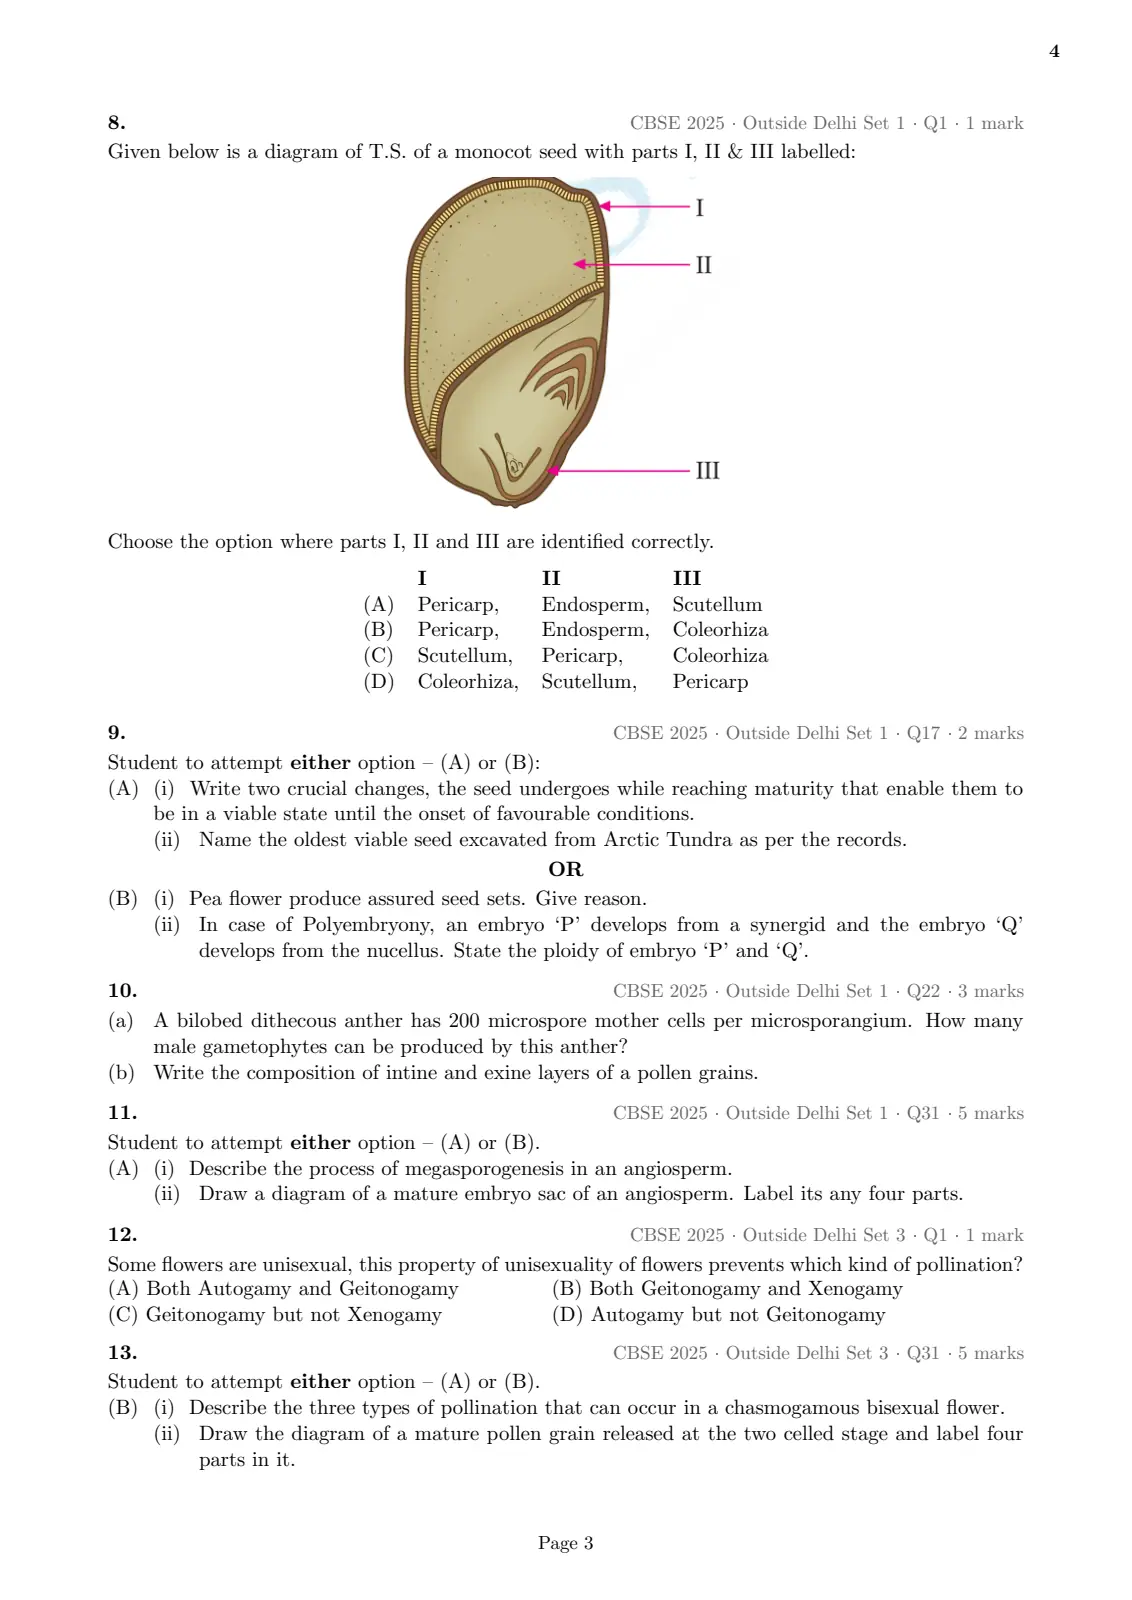 4
8. CBSE 2025 · Outside Delhi Set 1 · Q1 · 1 mark
Given below is a diagram of T.S. of a monocot seed with parts I, II & III labelled:
I
II
III
Choose the option where parts I, II and III are identified correctly.
I II III
(A) Pericarp, Endosperm, Scutellum
(B) Pericarp, Endosperm, Coleorhiza
(C) Scutellum, Pericarp, Coleorhiza
(D) Coleorhiza, Scutellum, Pericarp
9. CBSE 2025 · Outside Delhi Set 1 · Q17 · 2 marks
Student to attempt either option – (A) or (B):
(A) (i) Write two crucial changes, the seed undergoes while reaching maturity that enable them to
be in a viable state until the onset of favourable conditions.
(ii) Name the oldest viable seed excavated from Arctic Tundra as per the records.
OR
(B) (i) Pea flower produce assured seed sets. Give reason.
(ii) In case of Polyembryony, an embryo ‘P’ develops from a synergid and the embryo ‘Q’
develops from the nucellus. State the ploidy of embryo ‘P’ and ‘Q’.
10. CBSE 2025 · Outside Delhi Set 1 · Q22 · 3 marks
(a) A bilobed dithecous anther has 200 microspore mother cells per microsporangium. How many
male gametophytes can be produced by this anther?
(b) Write the composition of intine and exine layers of a pollen grains.
11. CBSE 2025 · Outside Delhi Set 1 · Q31 · 5 marks
Student to attempt either option – (A) or (B).
(A) (i) Describe the process of megasporogenesis in an angiosperm.
(ii) Draw a diagram of a mature embryo sac of an angiosperm. Label its any four parts.
12. CBSE 2025 · Outside Delhi Set 3 · Q1 · 1 mark
Some flowers are unisexual, this property of unisexuality of flowers prevents which kind of pollination?
(A) Both Autogamy and Geitonogamy (B) Both Geitonogamy and Xenogamy
(C) Geitonogamy but not Xenogamy (D) Autogamy but not Geitonogamy
13. CBSE 2025 · Outside Delhi Set 3 · Q31 · 5 marks
Student to attempt either option – (A) or (B).
(B) (i) Describe the three types of pollination that can occur in a chasmogamous bisexual flower.
(ii) Draw the diagram of a mature pollen grain released at the two celled stage and label four
parts in it.
Page 3